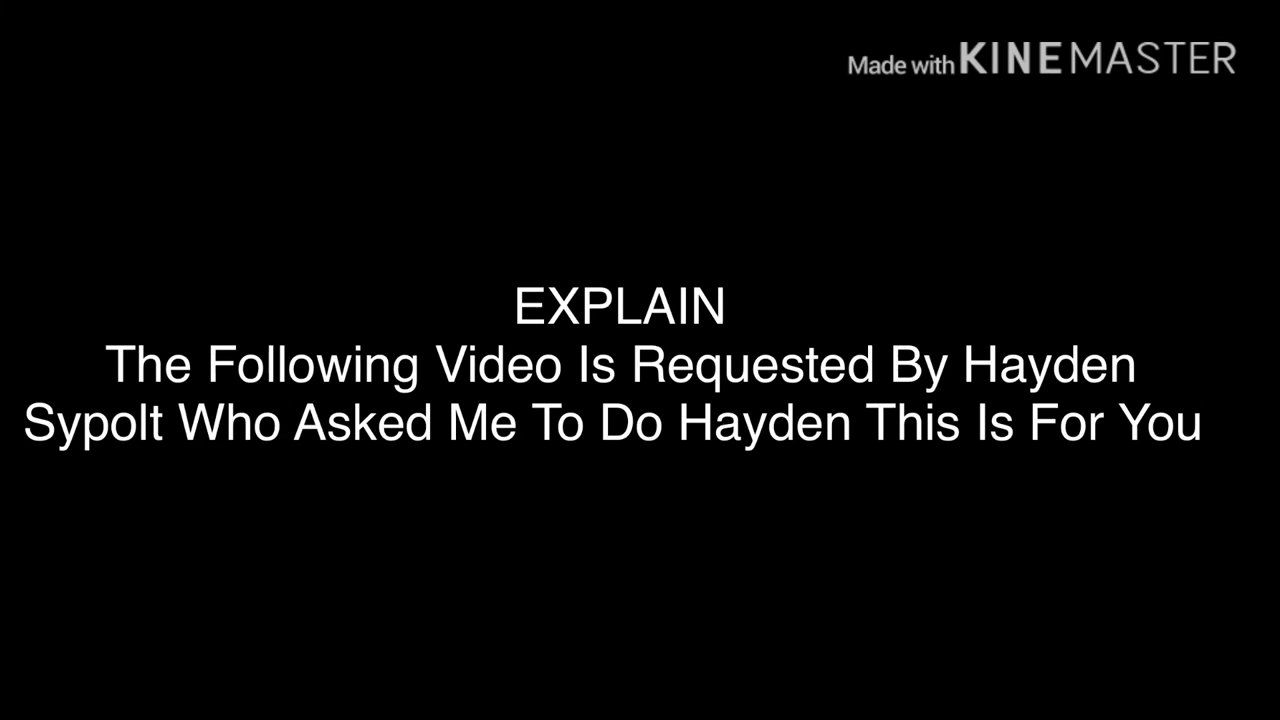 Made with KINEMASTER
EXPLAIN
The Following Video Is Requested By Hayden
Sypolt Who Asked Me To Do Hayden This Is For You